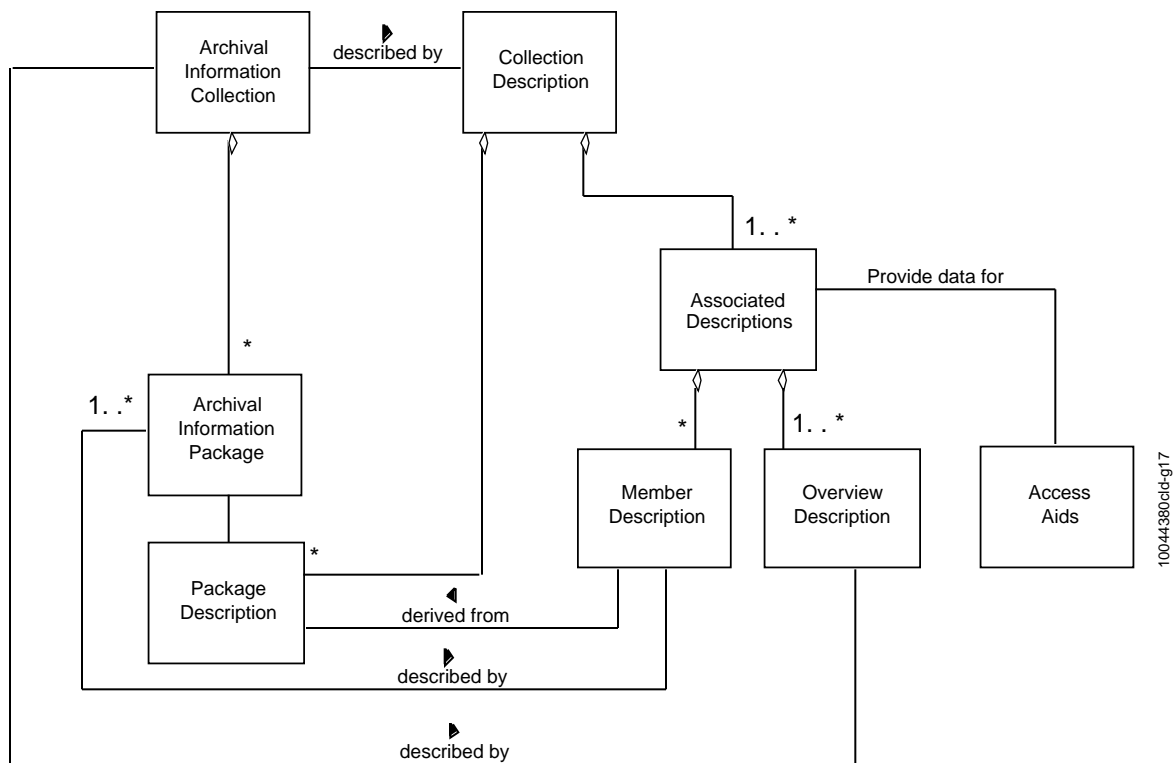 Archival
Information
Collection
described by
Collection
Description
1. . *
Associated
Descriptions
Provide data for
*
1. . *
Archival
Information
Package
*
1. . *
Member
Description
Overview
Description
Access
Aids
Package
Description
*
derived from
described by
described by
10044380cld-g17